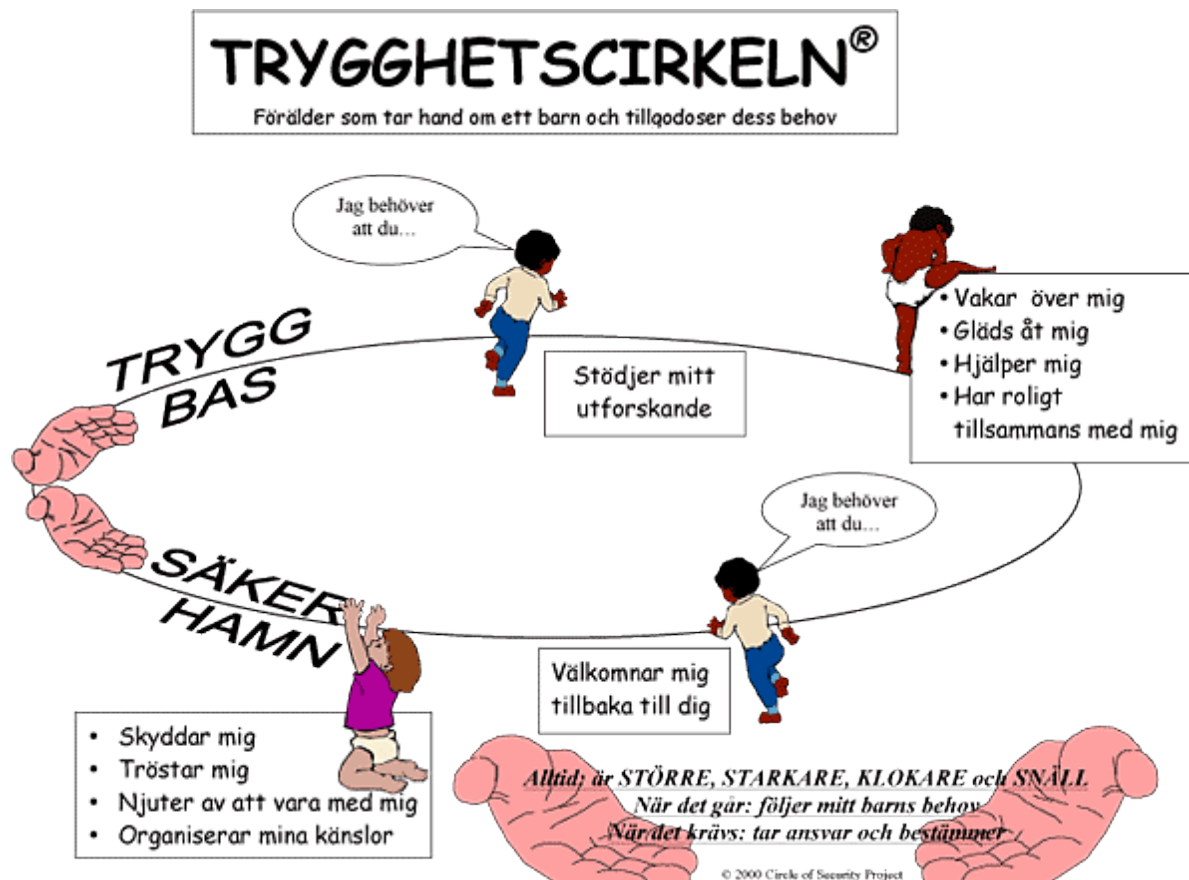 TRYGGHETSCIRKELN®
Förälder som tar hand om ett barn och tillgodoser dess behov
Jag behöver
att du...
TRYGG
BAS
Stödjer mitt
utforskande
• Vakar över mig
• Gläds åt mig
• Hjälper mig
• Har roligt
tillsammans med mig
Jag behöver
att du...
SÄKER
HAMN
Välkomnar mig
tillbaka till dig
• Skyddar mig
• Tröstar mig
• Njuter av att vara med mig
• Organiserar mina känslor
Alltid: är STÖRRE, STARKARE, KLOKARE och SNÄLL
När det går: följer mitt barns behov
När det krävs: tar ansvar och bestämmer
© 2000 Circle of Security Project